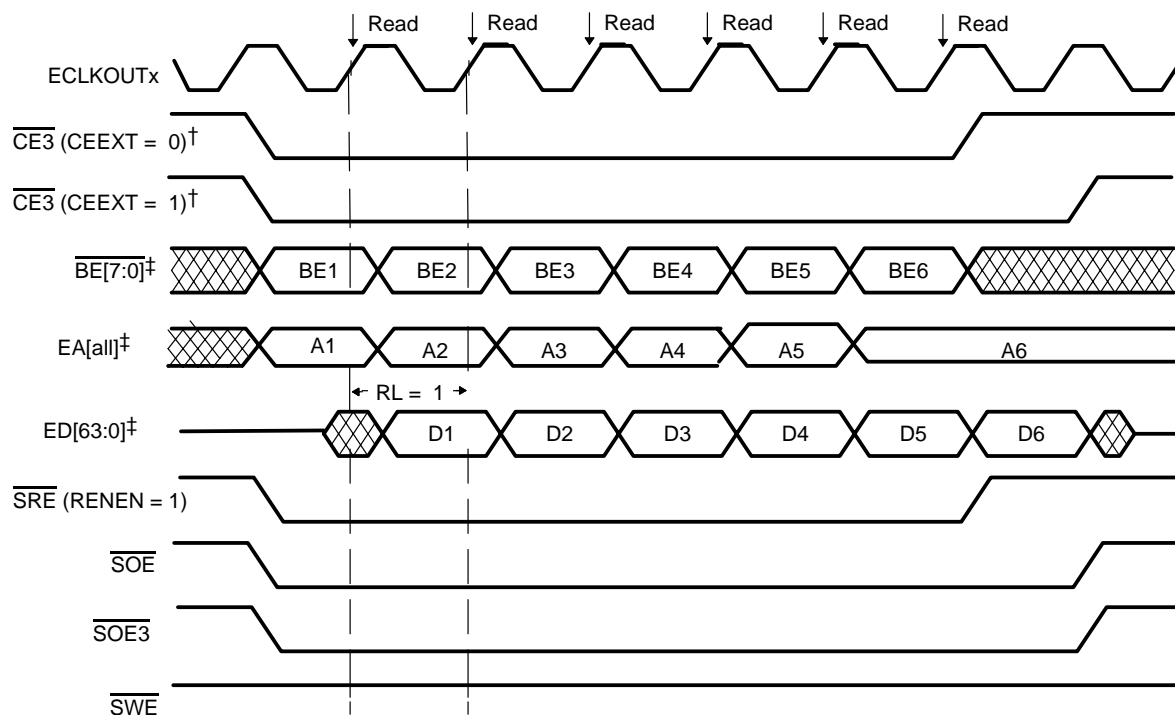 Read Read Read Read Read Read
ECLKOUTx
CE3 (CEEXT = 0)†
CE3 (CEEXT = 1)†
BE[7:0]‡ BE1 BE2 BE3 BE4 BE5 BE6
EA[all]‡ A1 A2 A3 A4 A5 A6
RL = 1
ED[63:0]‡ D1 D2 D3 D4 D5 D6
SRE (RENEN = 1)
SOE
SOE3
SWE